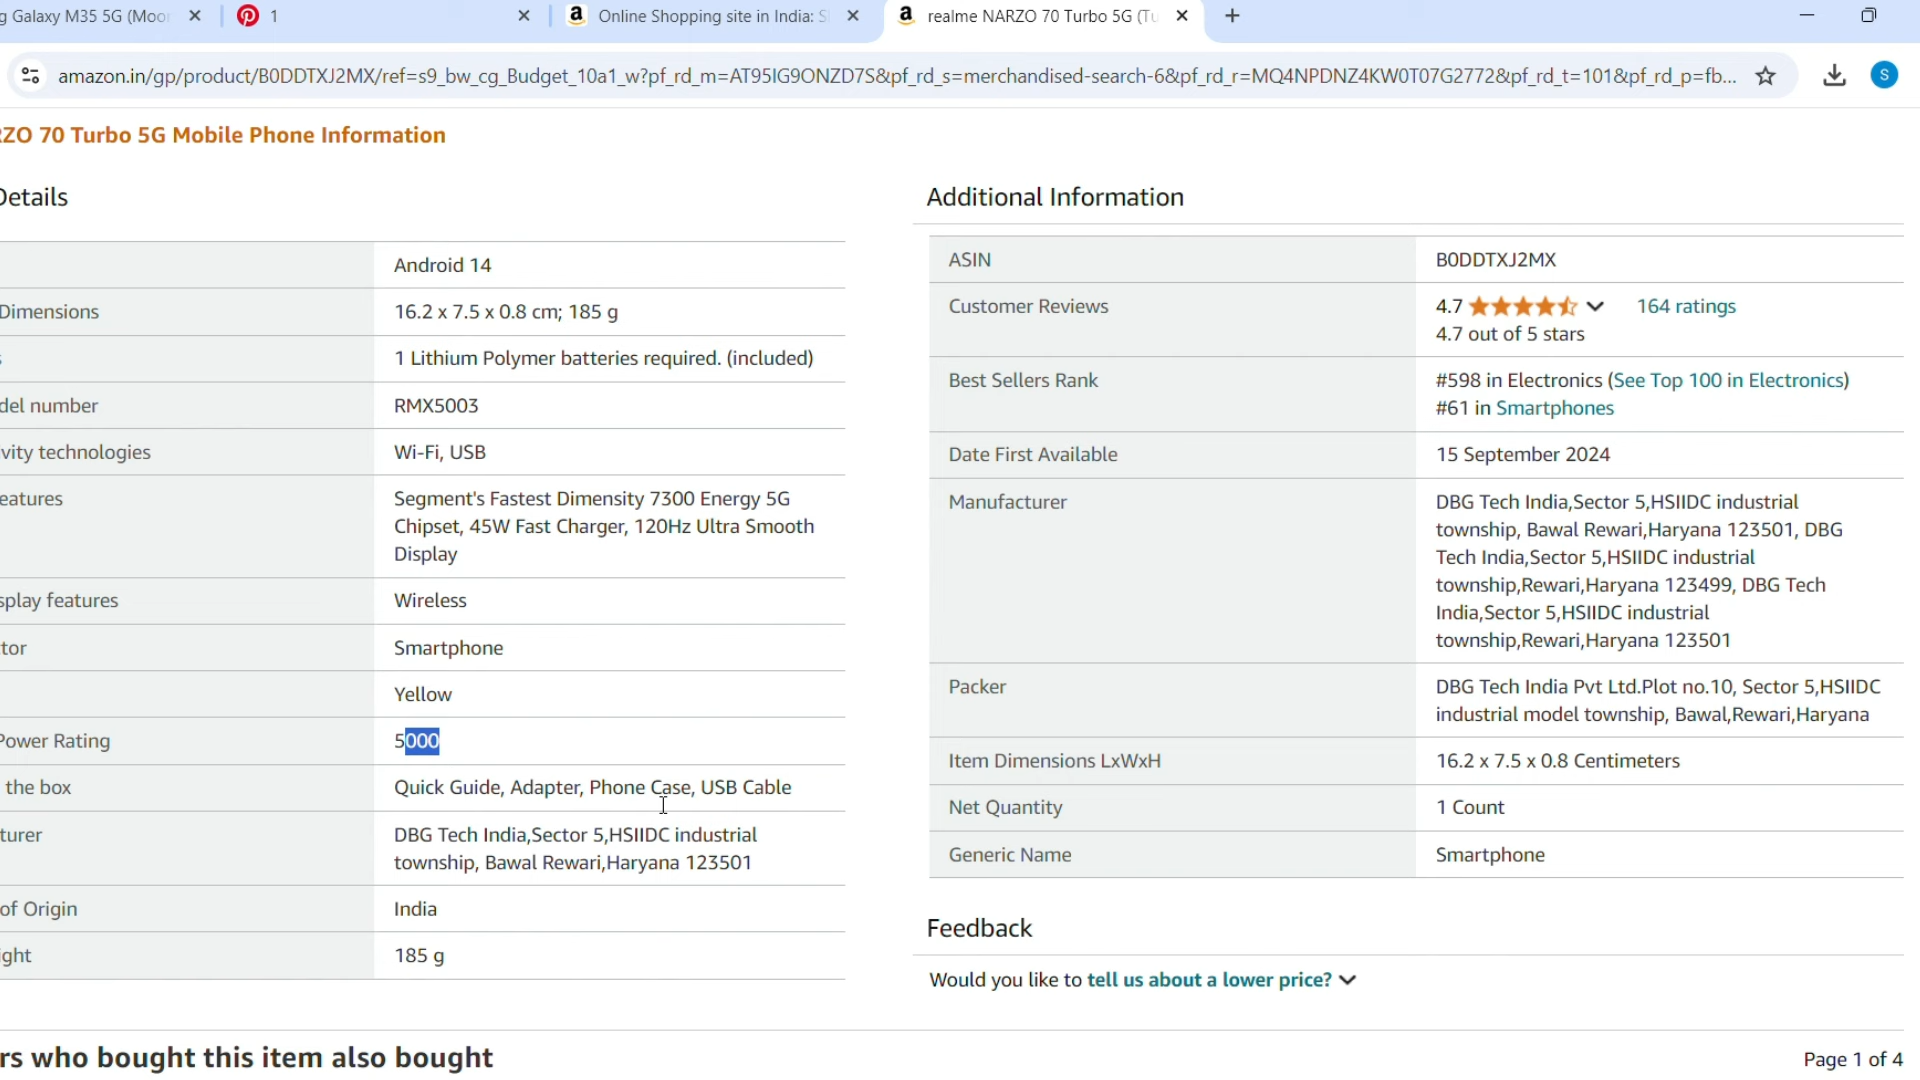 g Galaxy M35 5G (Moo
1
Online Shopping site in India: S
realme NARZO 70 Turbo 5G (Tu
amazon.in/gp/product/B0DDTXJ2MX/ref=s9_bw_cg_Budget_10a1_w?pf_rd_m=AT95IG9ONZD7S&pf_rd_s=merchandised-search-6&pf_rd_r=MQ4NPDNZ4KW0T07G2772&pf_rd_t=101&pf_rd_p=fb...
S
ZO 70 Turbo 5G Mobile Phone Information
Details
Android 14
Dimensions
16.2 x 7.5 x 0.8 cm; 185 g
s
1 Lithium Polymer batteries required. (included)
del number
RMX5003
vity technologies
Wi-Fi, USB
eatures
Segment's Fastest Dimensity 7300 Energy 5G
Chipset, 45W Fast Charger, 120Hz Ultra Smooth
Display
splay features
Wireless
tor
Smartphone
Yellow
Power Rating
5000
the box
Quick Guide, Adapter, Phone Case, USB Cable
turer
DBG Tech India,Sector 5,HSIIDC industrial
township, Bawal Rewari,Haryana 123501
of Origin
India
ight
185 g
Additional Information
ASIN
B0DDTXJ2MX
Customer Reviews
4.7 164 ratings
4.7 out of 5 stars
Best Sellers Rank
#598 in Electronics (See Top 100 in Electronics)
#61 in Smartphones
Date First Available
15 September 2024
Manufacturer
DBG Tech India,Sector 5,HSIIDC industrial
township, Bawal Rewari,Haryana 123501, DBG
Tech India,Sector 5,HSIIDC industrial
township,Rewari,Haryana 123499, DBG Tech
India,Sector 5,HSIIDC industrial
township,Rewari,Haryana 123501
Packer
DBG Tech India Pvt Ltd.Plot no.10, Sector 5,HSIIDC
industrial model township, Bawal,Rewari,Haryana
Item Dimensions LxWxH
16.2 x 7.5 x 0.8 Centimeters
Net Quantity
1 Count
Generic Name
Smartphone
Feedback
Would you like to tell us about a lower price?
rs who bought this item also bought
Page 1 of 4